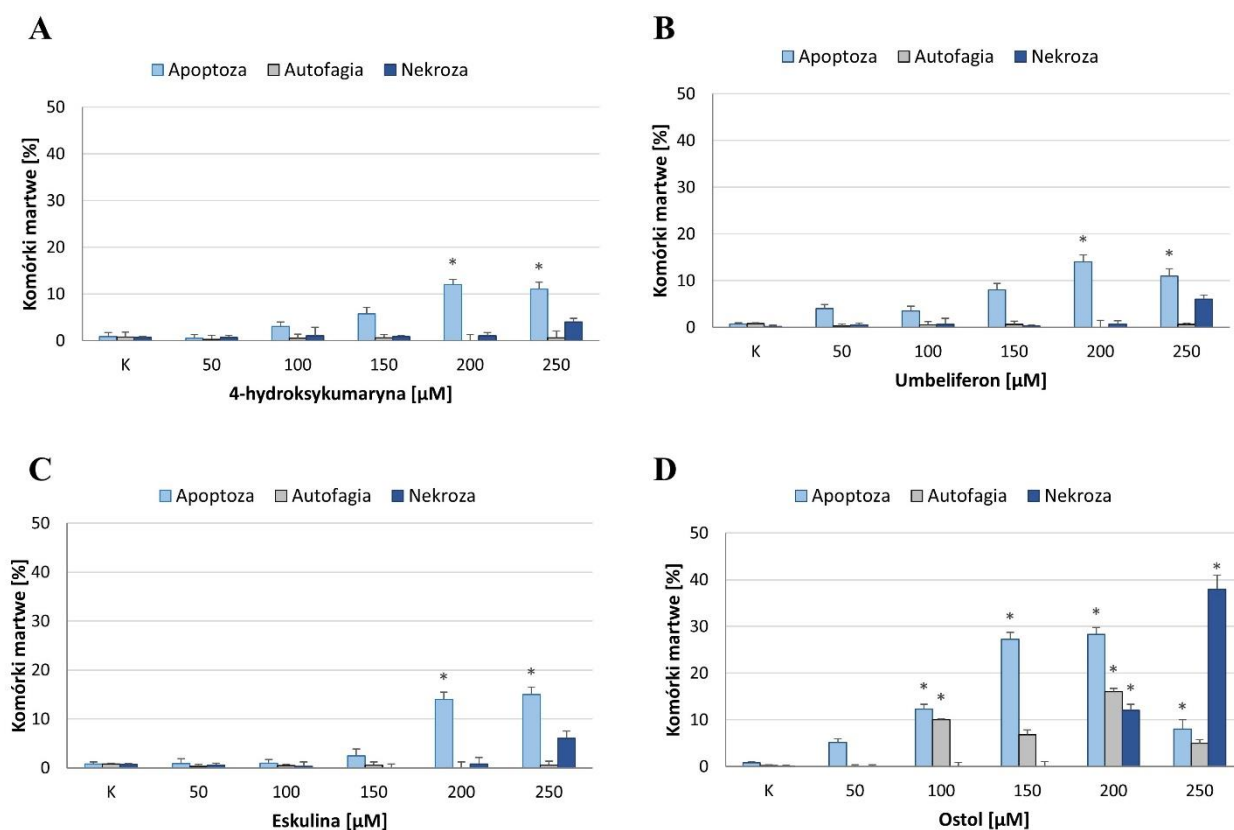 A
Apoptoza Autofagia Nekroza
Komórki martwe [%]
50
40
30
20
10
0
* *
K 50 100 150 200 250
4-hydroksykumaryna [µM]
B
Apoptoza Autofagia Nekroza
Komórki martwe [%]
50
40
30
20
10
0
* *
K 50 100 150 200 250
Umbeliferon [µM]
C
Apoptoza Autofagia Nekroza
Komórki martwe [%]
50
40
30
20
10
0
* *
K 50 100 150 200 250
Eskulina [µM]
D
Apoptoza Autofagia Nekroza
Komórki martwe [%]
50
40
30
20
10
0
* * * * * * * *
K 50 100 150 200 250
Ostol [µM]